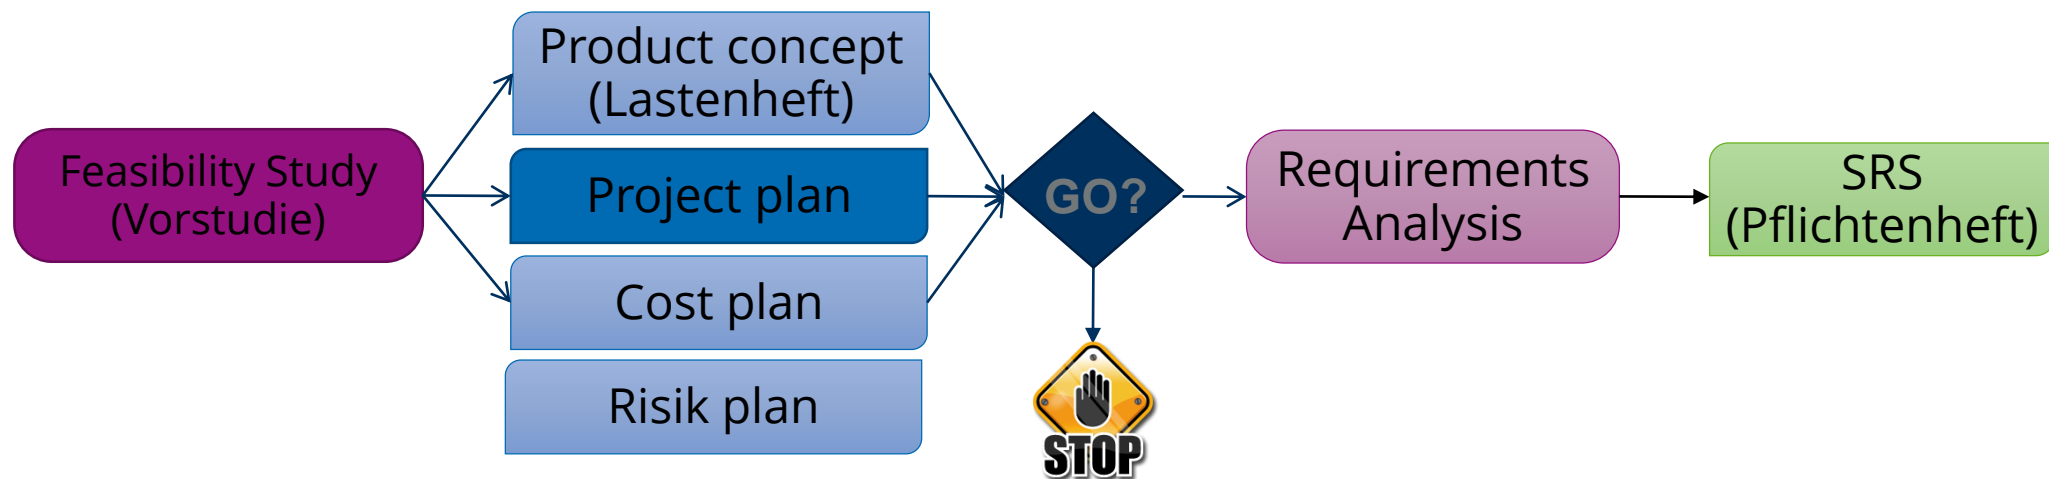 Feasibility Study
(Vorstudie)
Product concept
(Lastenheft)
Project plan
Cost plan
Risik plan
GO?
STOP
Requirements
Analysis
SRS
(Pflichtenheft)